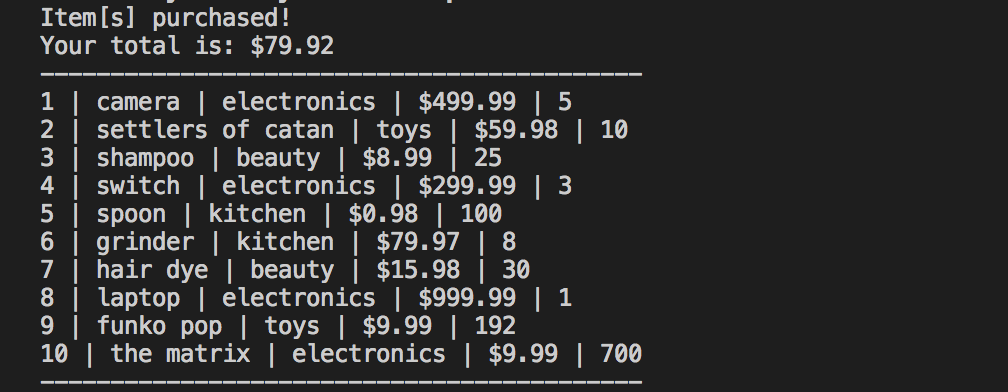 Item[s] purchased!
Your total is: $79.92
----------------------------------------------
1 | camera | electronics | $499.99 | 5
2 | settlers of catan | toys | $59.98 | 10
3 | shampoo | beauty | $8.99 | 25
4 | switch | electronics | $299.99 | 3
5 | spoon | kitchen | $0.98 | 100
6 | grinder | kitchen | $79.97 | 8
7 | hair dye | beauty | $15.98 | 30
8 | laptop | electronics | $999.99 | 1
9 | funko pop | toys | $9.99 | 192
10 | the matrix | electronics | $9.99 | 700
----------------------------------------------